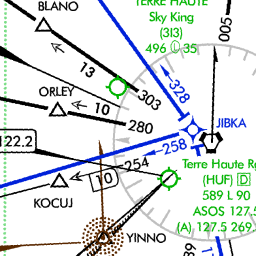 BLANO
TERRE HAUTE
Sky King
(3I3)
496 Ⓛ 35
005
13
328
303
ORLEY
10
280
JIBKA
122.2
258
254
10
Terre Haute Rg
(HUF) D
589 L 90
ASOS 127.5
(A) 127.5 269
KOCUJ
YINNO